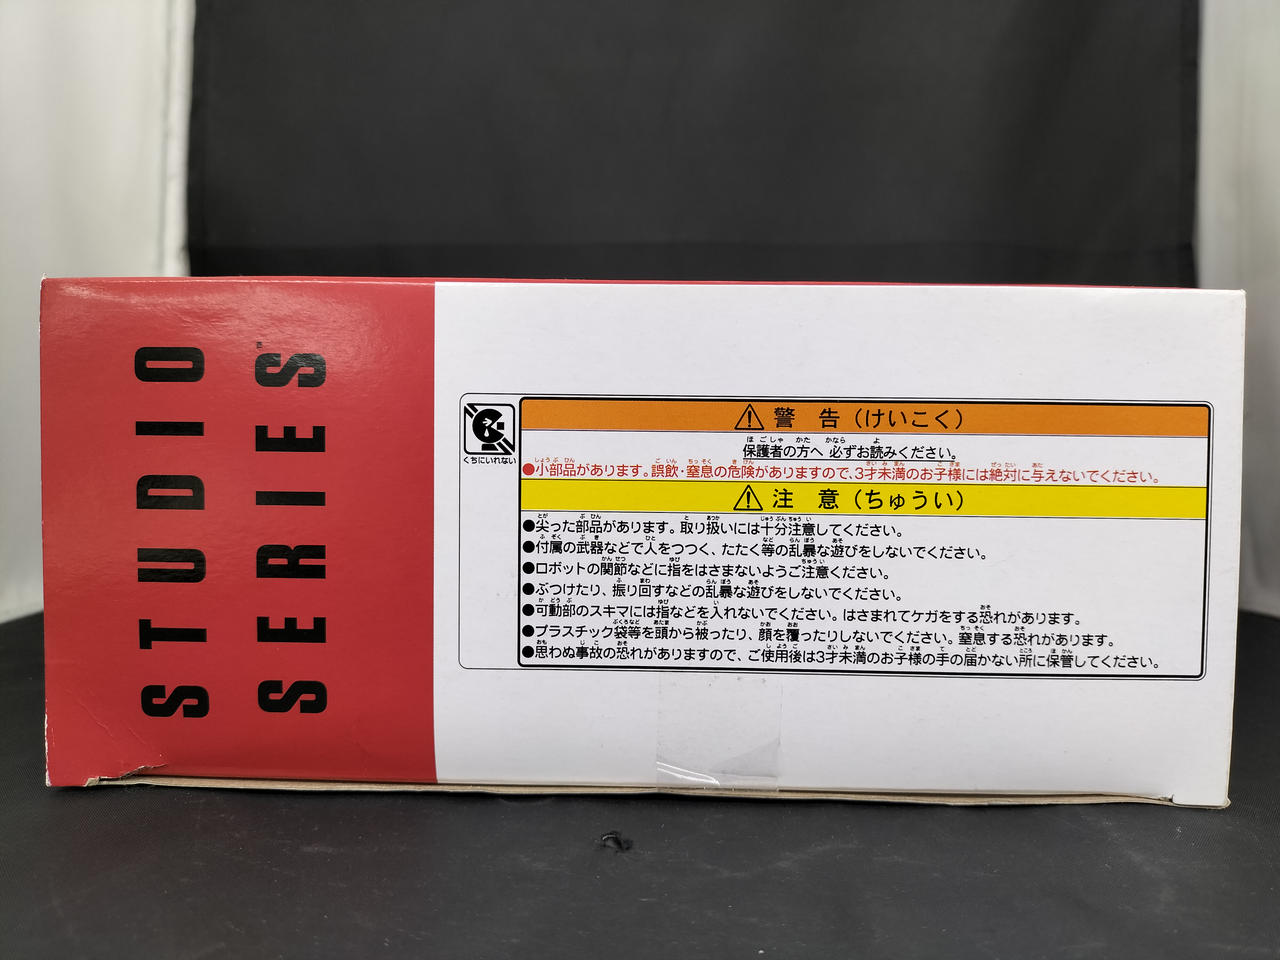 STUDIO
SERIES
くちにいれない
警 告（けいこく）
保護者の方へ 必ずお読みください。
●小部品があります。誤飲・窒息の危険がありますので、3才未満のお子様には絶対に与えないでください。
注 意（ちゅうい）
●尖った部品があります。取り扱いには十分注意してください。
●付属の武器などで人をつつく、たたく等の乱暴な遊びをしないでください。
●ロボットの関節などに指をはさまないようご注意ください。
●ぶつけたり、振り回すなどの乱暴な遊びをしないでください。
●可動部のスキマには指などを入れないでください。はさまれてケガをする恐れがあります。
●プラスチック袋等を頭から被ったり、顔を覆ったりしないでください。窒息する恐れがあります。
●思わぬ事故の恐れがありますので、ご使用後は3才未満のお子様の手の届かない所に保管してください。